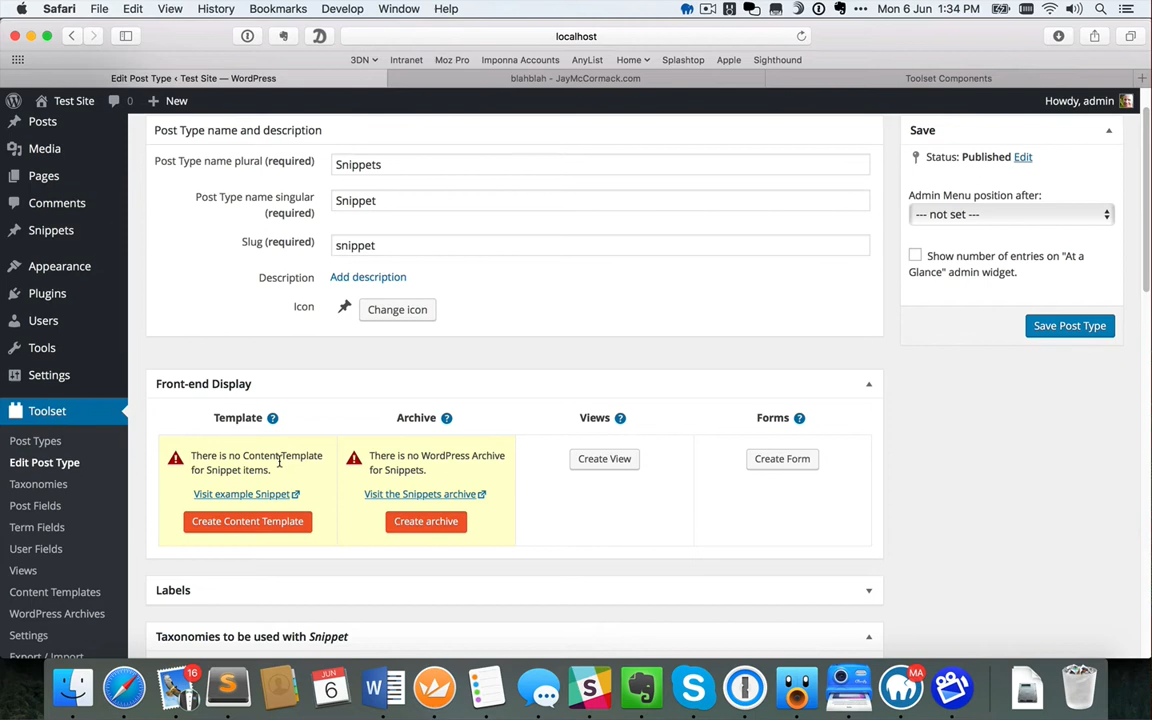 Safari File Edit View History Bookmarks Develop Window Help Mon 6 Jun 1:34 PM
localhost
3DN Intranet Moz Pro Imponna Accounts AnyList Home Splashtop Apple Sighthound
Edit Post Type ‹ Test Site — WordPress blahblah - JayMcCormack.com Toolset Components
Test Site 0 New Howdy, admin
Posts
Media
Pages
Comments
Snippets
Appearance
Plugins
Users
Tools
Settings
Toolset
Post Types
Edit Post Type
Taxonomies
Post Fields
Term Fields
User Fields
Views
Content Templates
WordPress Archives
Settings
Export / Import
Post Type name and description
Post Type name plural (required) Snippets
Post Type name singular
(required)
Snippet
Slug (required) snippet
Description Add description
Icon Change icon
Front-end Display
Template ? Archive ? Views ? Forms ?
There is no Content Template
for Snippet items.
Visit example Snippet
Create Content Template
There is no WordPress Archive
for Snippets.
Visit the Snippets archive
Create archive
Create View
Create Form
Labels
Taxonomies to be used with Snippet
Save
Status: Published Edit
Admin Menu position after:
--- not set ---
Show number of entries on "At a
Glance" admin widget.
Save Post Type
16
JUN
6
MA